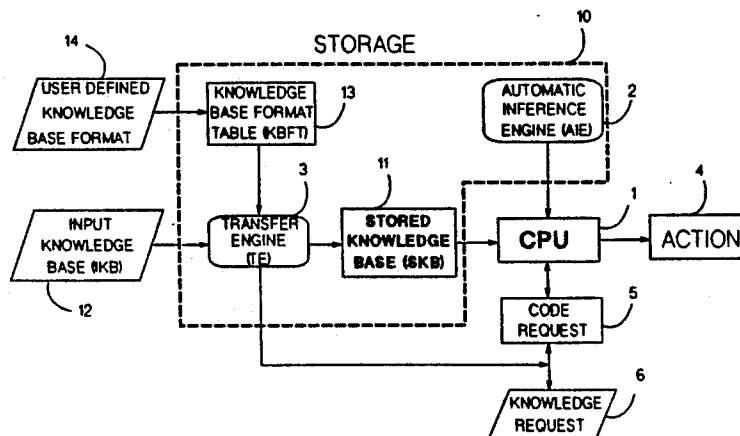 14
STORAGE
10
USER DEFINED
KNOWLEDGE
BASE FORMAT
KNOWLEDGE
BASE FORMAT
TABLE (KBFT)
13
AUTOMATIC
INFERENCE
ENGINE (AIE)
2
INPUT
KNOWLEDGE
BASE (IKB)
12
3
TRANSFER
ENGINE
(TE)
11
STORED
KNOWLEDGE
BASE (SKB)
1
CPU
4
ACTION
CODE
REQUEST
5
6
KNOWLEDGE
REQUEST